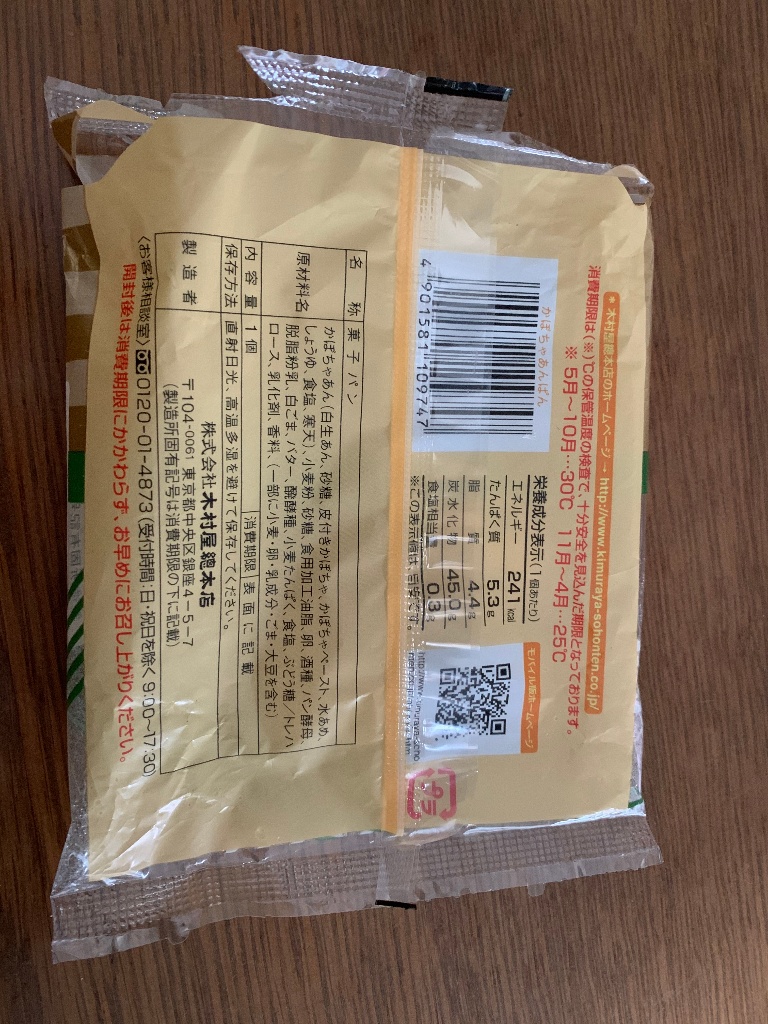 ＊木村屋總本店のホームページ→http://www.kimuraya-sohonten.co.jp/
消費期限は(※)℃の保管温度の検査で、十分安全を見込んだ期限となっております。
※ 5月〜10月…30℃ 11月〜4月…25℃
かぼちゃあんぱん
4 901581 109747
栄養成分表示(1個あたり)
エネルギー 241kcal
たんぱく質 5.3g
脂質 4.4g
炭水化物 45.0g
食塩相当量 0.3g
※この表示値は、目安です。
モバイル版ホームページ
プラ
名称 菓子パン
原材料名 かぼちゃあん(白生あん、砂糖、皮付きかぼちゃ、かぼちゃペースト、水あめ、
しょうゆ、食塩、寒天)、小麦粉、砂糖、食用加工油脂、卵、酒種、パン酵母、
脱脂粉乳、白ごま、バター、醗酵種、小麦たんぱく、食塩、ぶどう糖／トレハ
ロース、乳化剤、香料、(一部に小麦・卵・乳成分・ごま・大豆を含む)
内容量 1個 消費期限 表面に記載
保存方法 直射日光、高温多湿を避けて保存してください。
製造者 株式会社木村屋總本店
〒104-0061 東京都中央区銀座4-5-7
(製造所固有記号は消費期限の下に記載)
〈お客様相談室〉0120-01-4873(受付時間:日・祝日を除く9:00〜17:30)
開封後は消費期限にかかわらず、お早めにお召し上がりください。